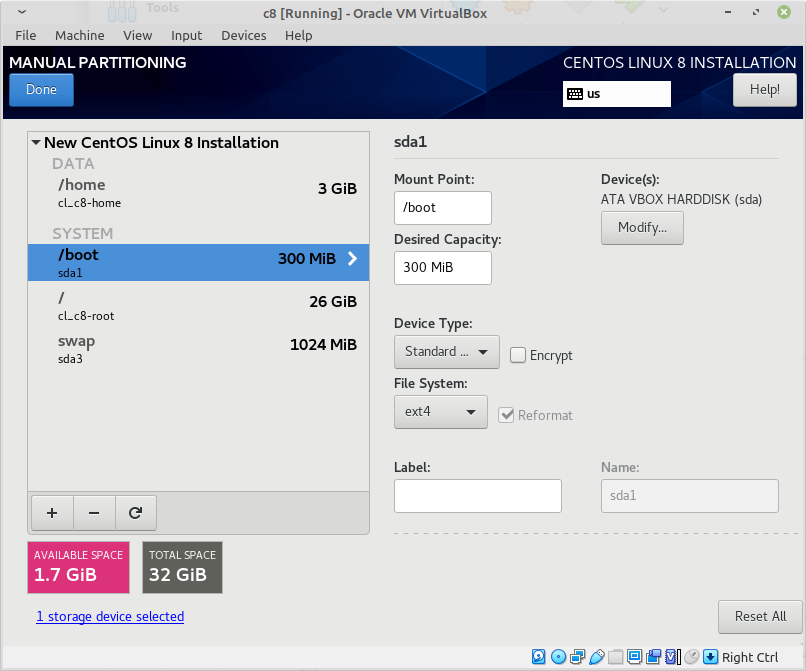 Tools
c8 [Running] - Oracle VM VirtualBox
File Machine View Input Devices Help
MANUAL PARTITIONING
CENTOS LINUX 8 INSTALLATION
Done
us
Help!
New CentOS Linux 8 Installation
DATA
/home
3 GiB
cl_c8-home
SYSTEM
/boot
300 MiB
sda1
/
26 GiB
cl_c8-root
swap
1024 MiB
sda3
+ −
AVAILABLE SPACE
1.7 GiB
TOTAL SPACE
32 GiB
1 storage device selected
sda1
Mount Point:
/boot
Device(s):
ATA VBOX HARDDISK (sda)
Modify...
Desired Capacity:
300 MiB
Device Type:
Standard ...
Encrypt
File System:
ext4
Reformat
Label:
Name:
sda1
Reset All
Right Ctrl